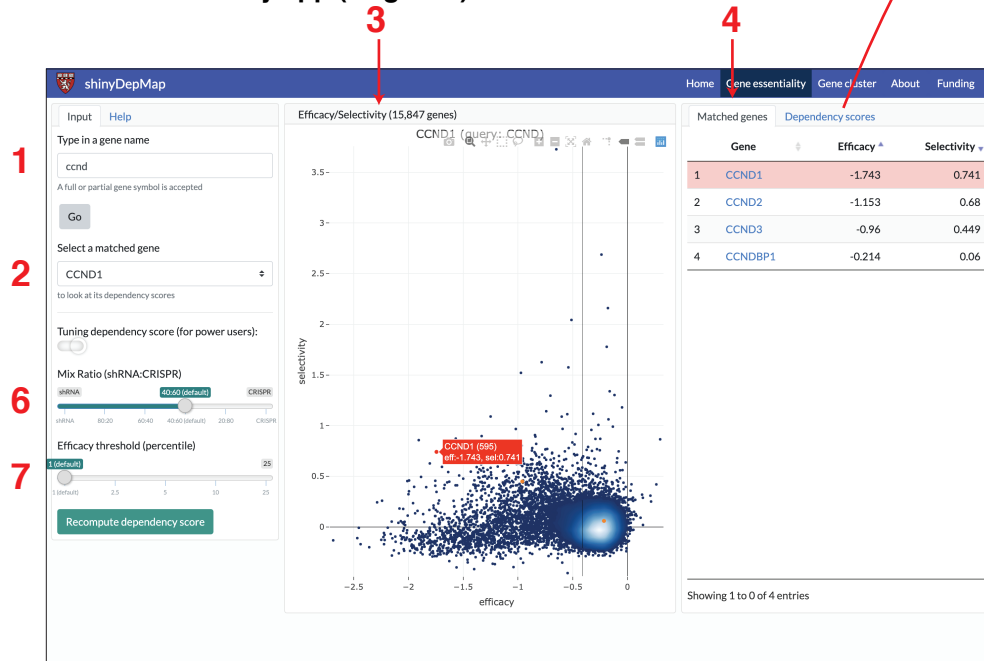 3
4
shinyDepMap
Home Gene essentiality Gene cluster About Funding
1
Input Help
Type in a gene name
ccnd
A full or partial gene symbol is accepted
Go
2
Select a matched gene
CCND1
to look at its dependency scores
Tuning dependency score (for power users):
6
Mix Ratio (shRNA:CRISPR)
shRNA 40:60 (default) CRISPR
shRNA 80:20 60:40 40:60 (default) 20:80 CRISPR
7
Efficacy threshold (percentile)
1 (default) 25
1 (default) 2.5 5 10 25
Recompute dependency score
Efficacy/Selectivity (15,847 genes)
CCND1 (query: CCND)
3.5
3
2.5
2
1.5
1
0.5
0
selectivity
CCND1 (595)
eff:-1.743, sel:0.741
−2.5 −2 −1.5 −1 −0.5 0
efficacy
Matched genes Dependency scores
Gene Efficacy Selectivity
1 CCND1 -1.743 0.741
2 CCND2 -1.153 0.68
3 CCND3 -0.96 0.449
4 CCNDBP1 -0.214 0.06
Showing 1 to 0 of 4 entries